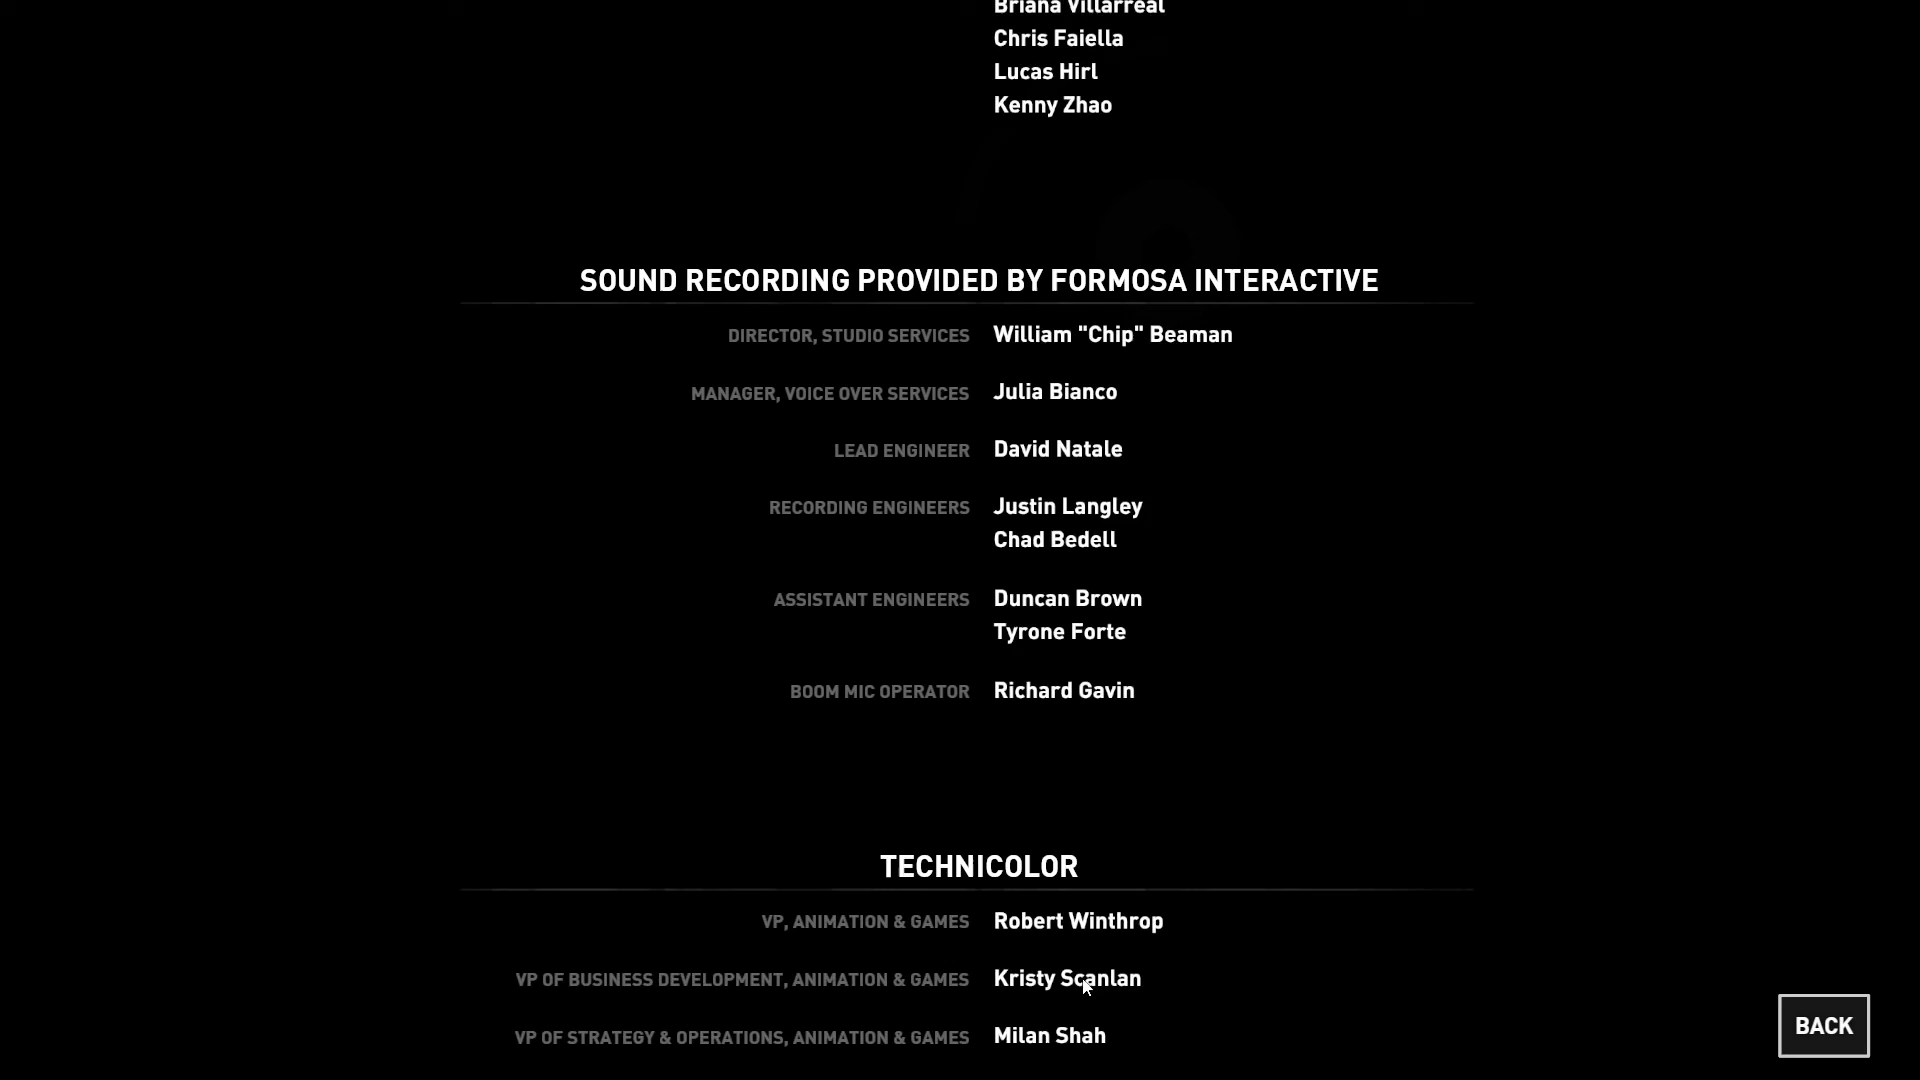 Briana Villarreal
Chris Faiella
Lucas Hirl
Kenny Zhao
SOUND RECORDING PROVIDED BY FORMOSA INTERACTIVE
DIRECTOR, STUDIO SERVICES William "Chip" Beaman
MANAGER, VOICE OVER SERVICES Julia Bianco
LEAD ENGINEER David Natale
RECORDING ENGINEERS Justin Langley
Chad Bedell
ASSISTANT ENGINEERS Duncan Brown
Tyrone Forte
BOOM MIC OPERATOR Richard Gavin
TECHNICOLOR
VP, ANIMATION & GAMES Robert Winthrop
VP OF BUSINESS DEVELOPMENT, ANIMATION & GAMES Kristy Scanlan
VP OF STRATEGY & OPERATIONS, ANIMATION & GAMES Milan Shah
BACK